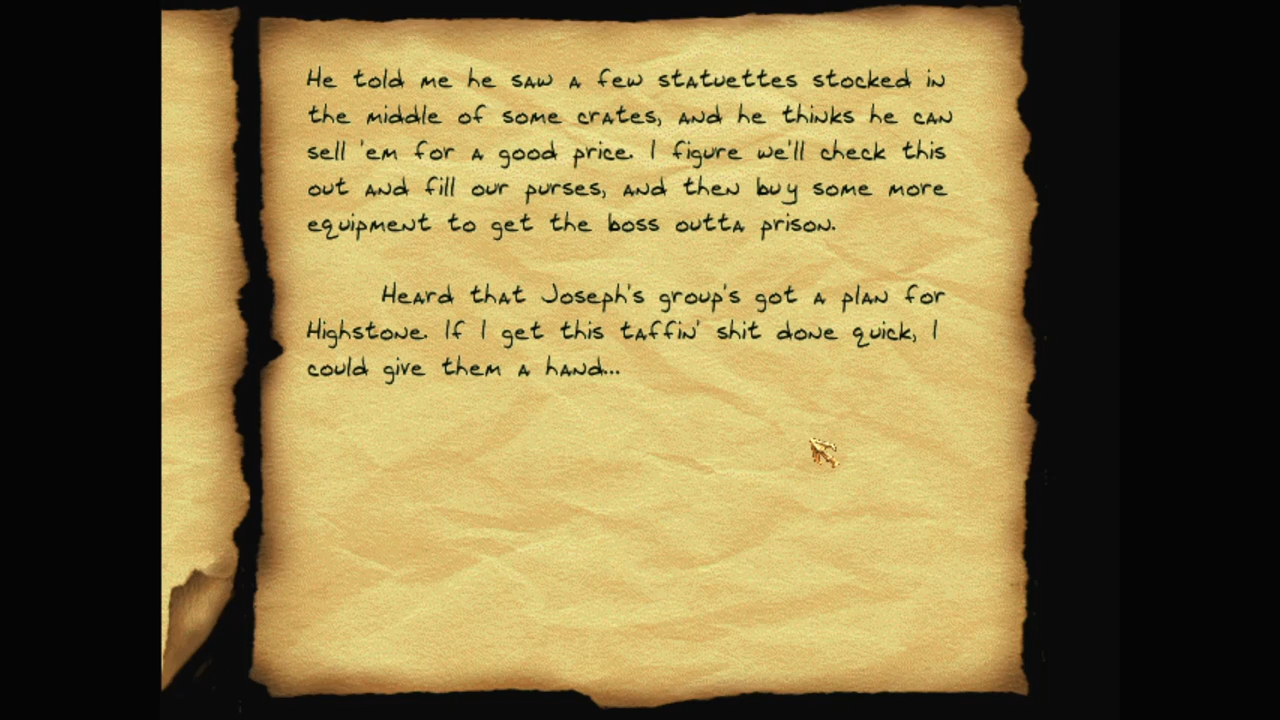 He told me he saw a few statuettes stocked in
the middle of some crates, and he thinks he can
sell 'em for a good price. I figure we'll check this
out and fill our purses, and then buy some more
equipment to get the boss outta prison.
Heard that Joseph's group's got a plan for
Highstone. If I get this taffin' shit done quick, I
could give them a hand...